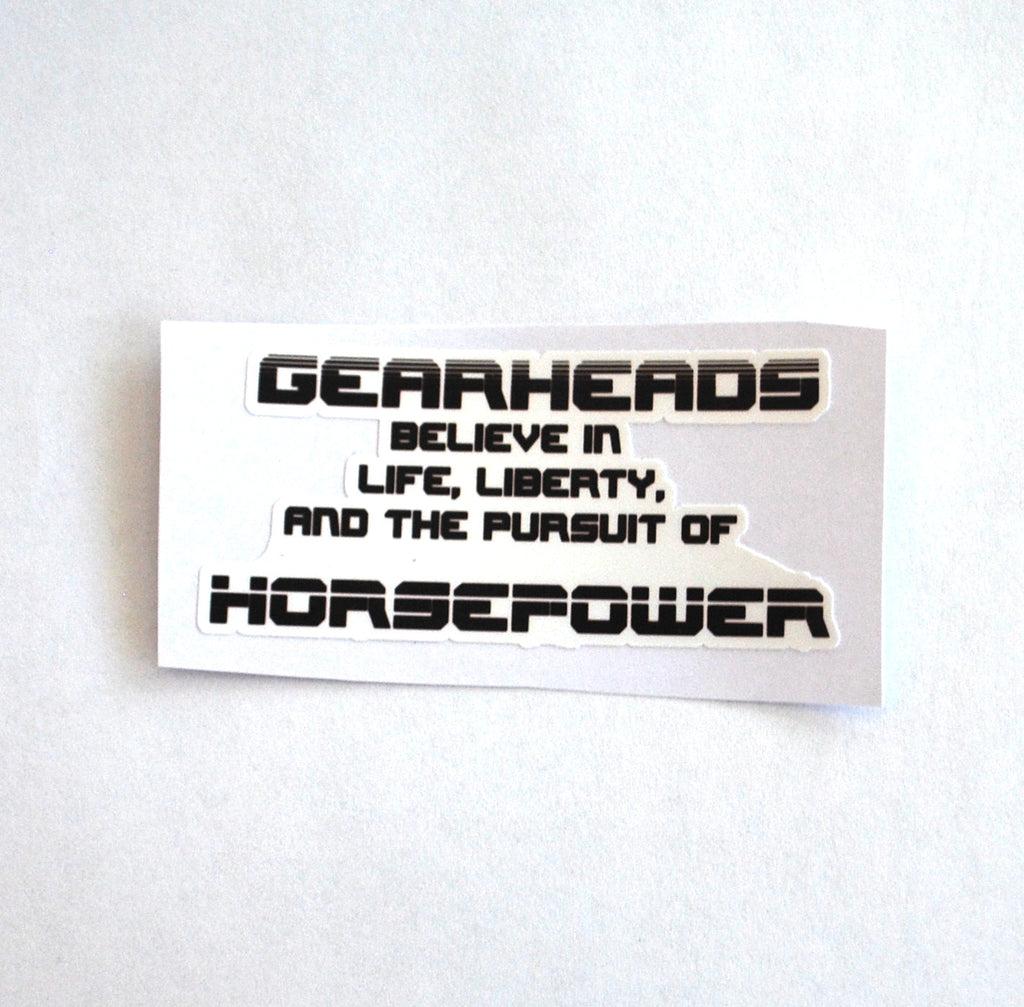 GEARHEADS
BELIEVE IN
LIFE, LIBERTY,
AND THE PURSUIT OF
HORSEPOWER